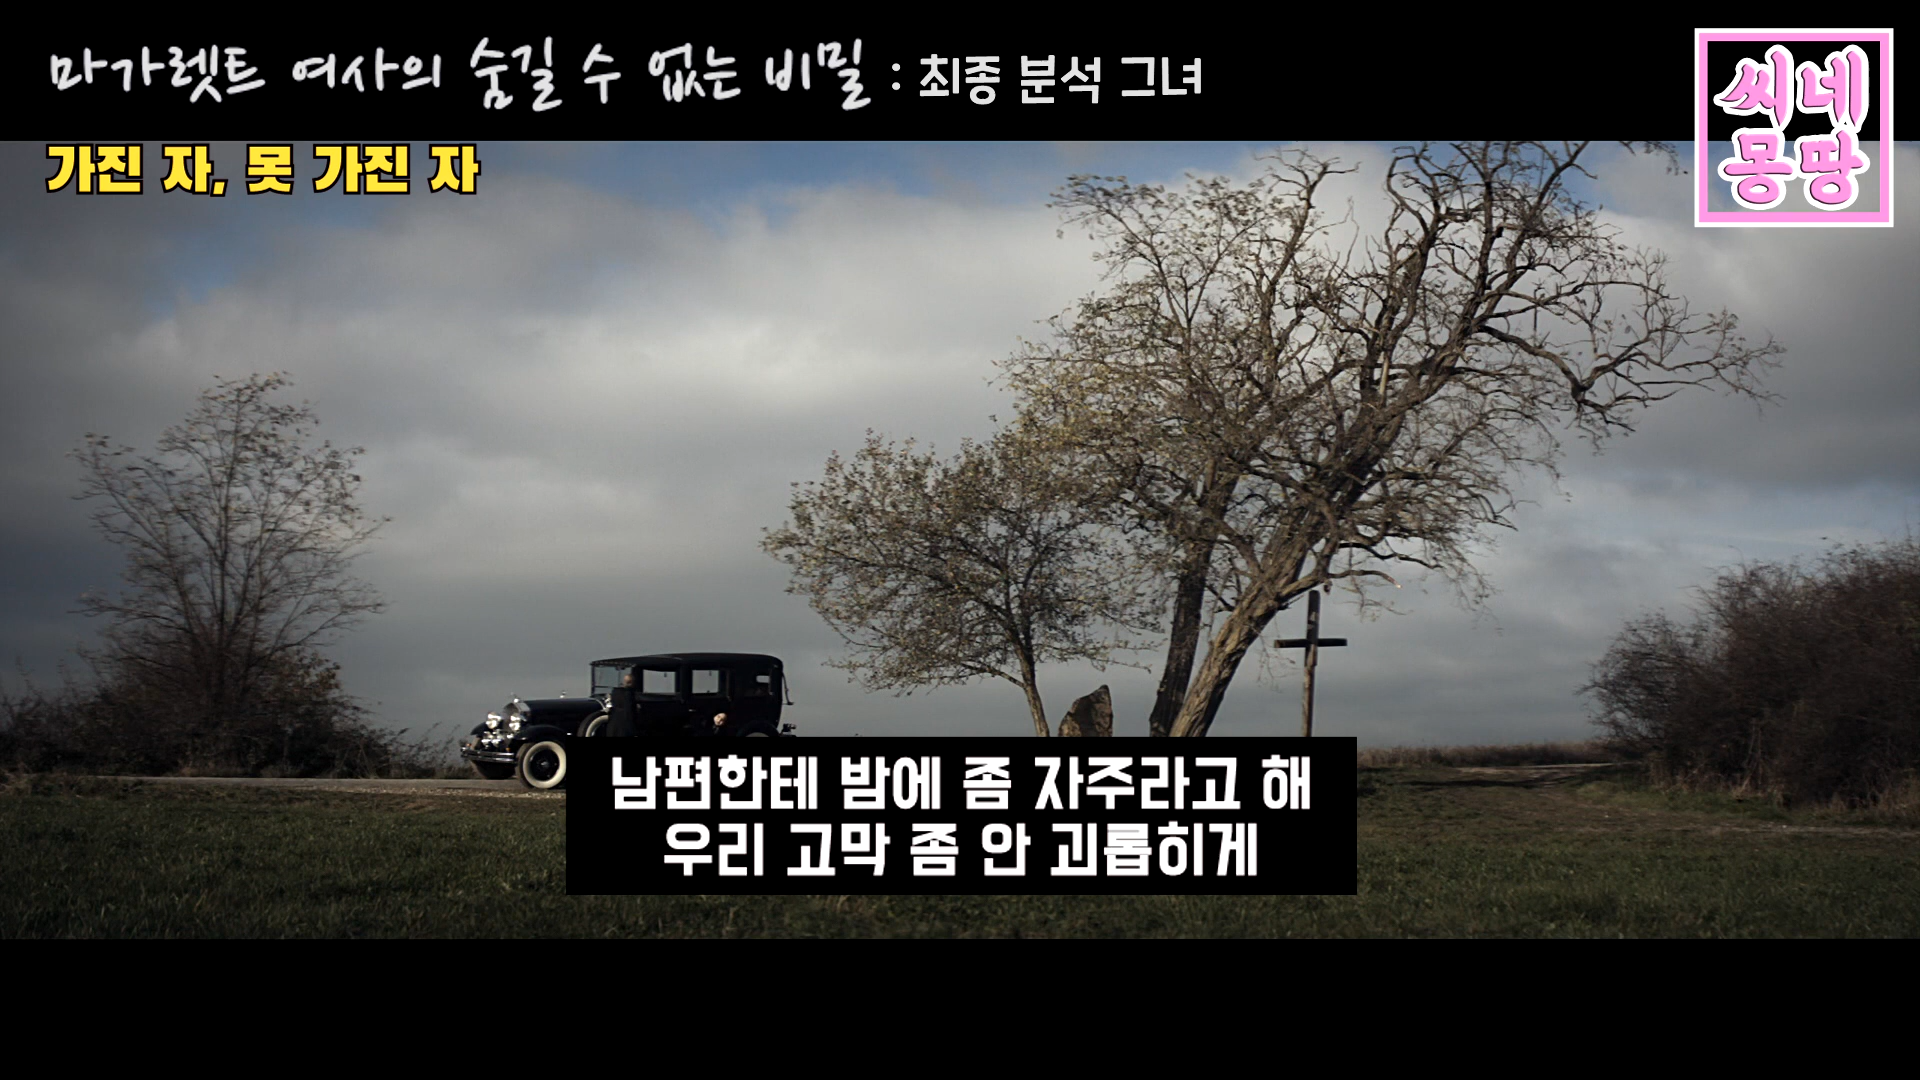 마가렛트 여사의 숨길 수 없는 비밀 : 최종 분석 그녀
씨네
몽땅
가진 자, 못 가진 자
남편한테 밤에 좀 자주라고 해
우리 고막 좀 안 괴롭히게